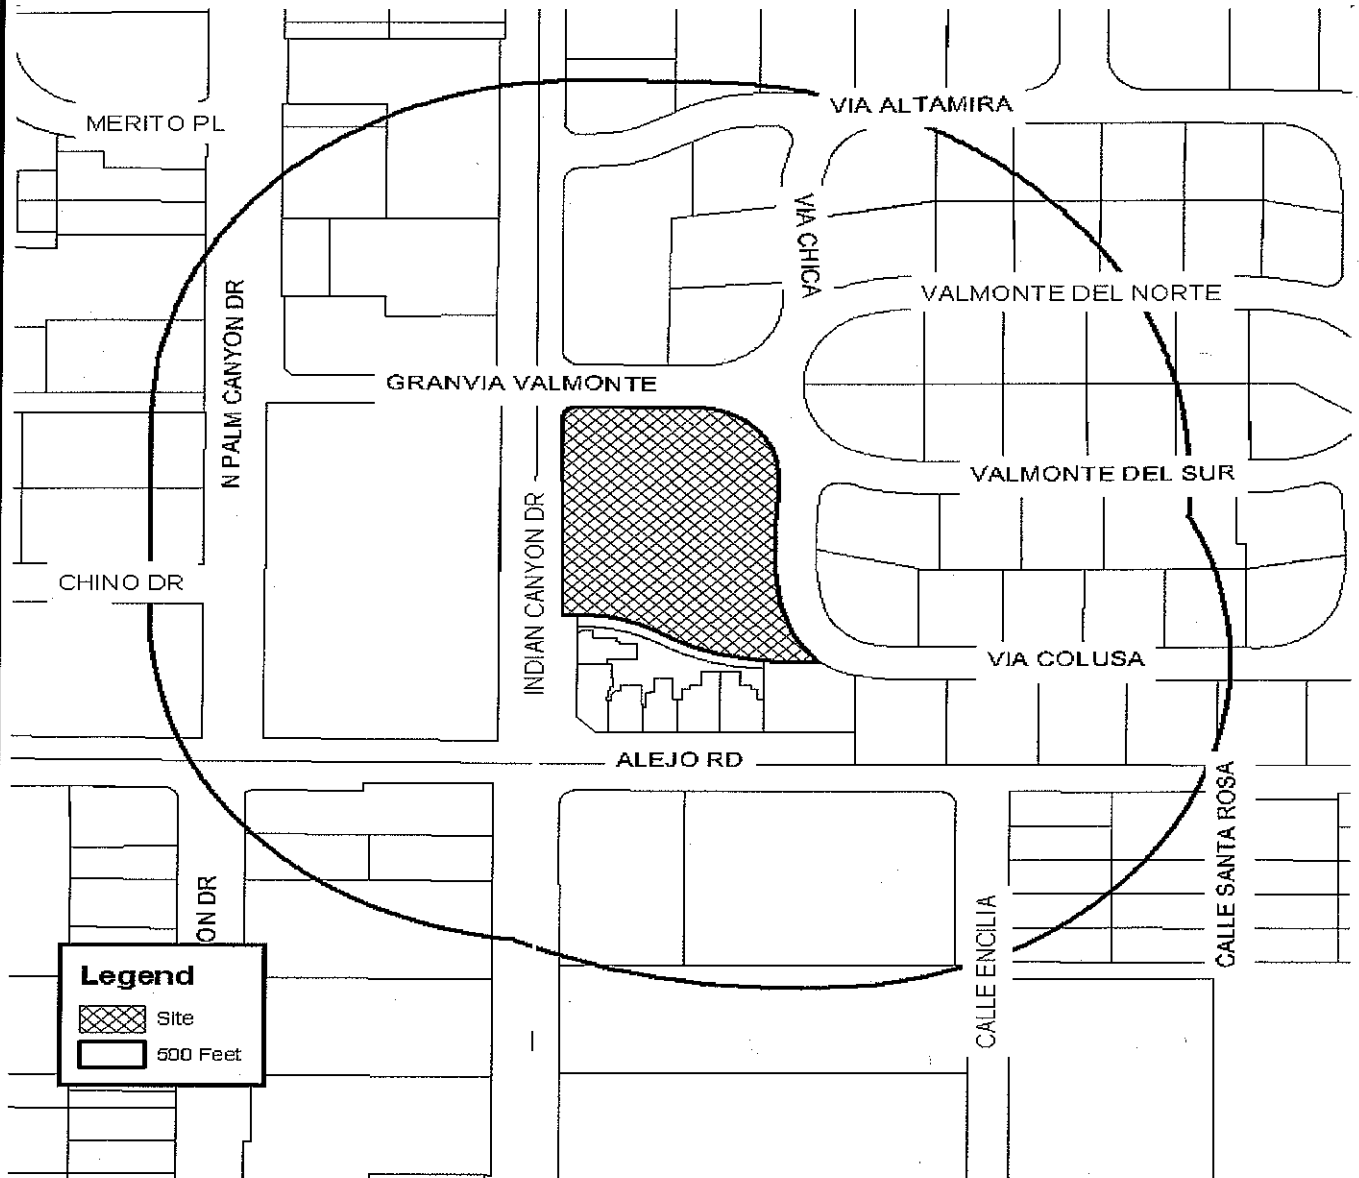 VIA ALTAMIRA
MERITO PL
VIA CHICA
VALMONTE DEL NORTE
N PALM CANYON DR
GRANVIA VALMONTE
VALMONTE DEL SUR
INDIAN CANYON DR
CHINO DR
VIA COLUSA
ALEJO RD
CALLE SANTA ROSA
ON DR
CALLE ENCILIA
Legend
Site
500 Feet